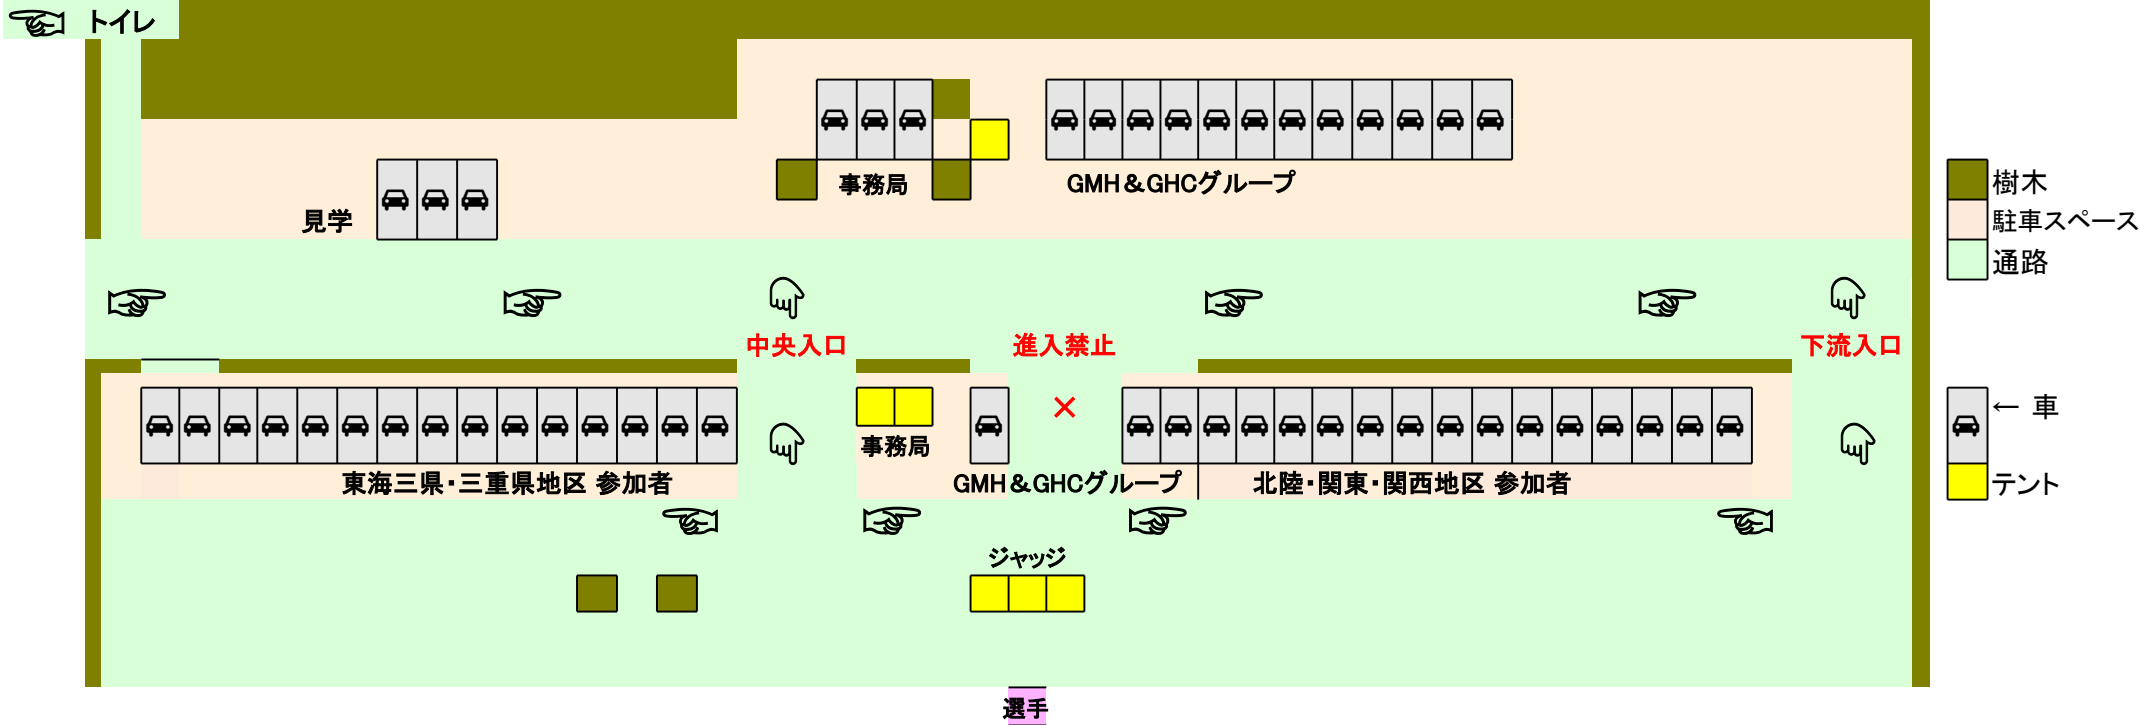 トイレ
事務局
GMH&GHCグループ
見学
樹木
駐車スペース
通路
中央入口
進入禁止
下流入口
×
← 車
事務局
東海三県・三重県地区 参加者
GMH&GHCグループ
北陸・関東・関西地区 参加者
テント
ジャッジ
選手